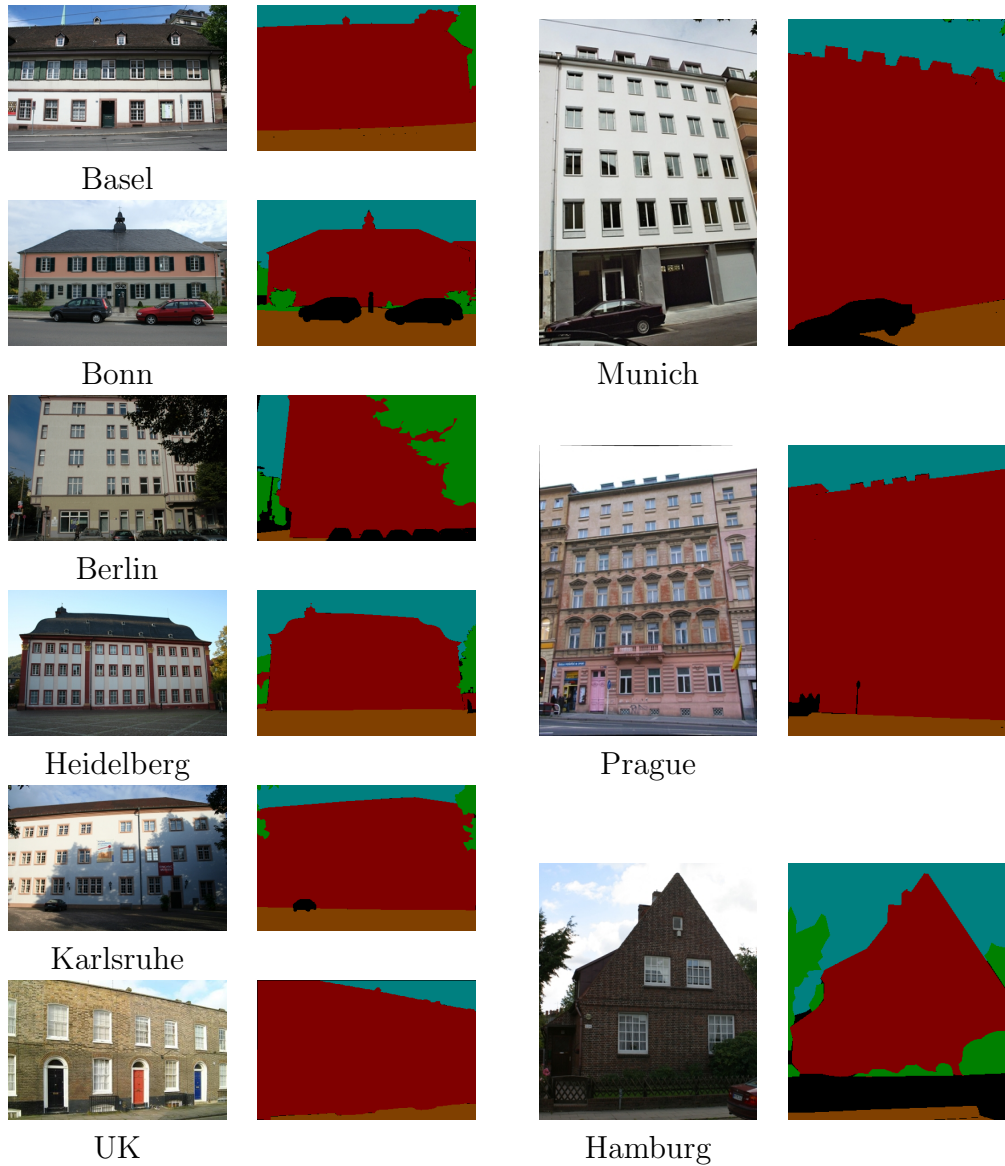 Basel
Bonn
Berlin
Heidelberg
Karlsruhe
UK
Munich
Prague
Hamburg